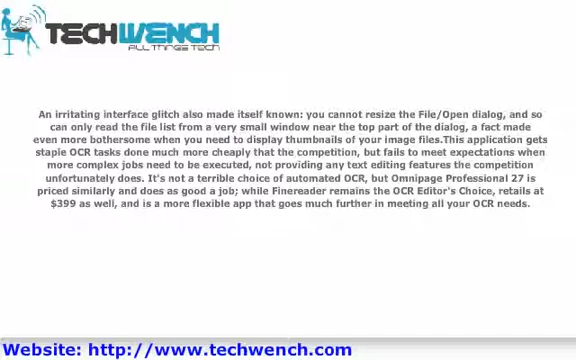 TECHWENCH
ALL THINGS TECH
An irritating interface glitch also made itself known: you cannot resize the File/Open dialog, and so
can only read the file list from a very small window near the top part of the dialog, a fact made
even more bothersome when you need to display thumbnails of your image files.This application gets
staple OCR tasks done much more cheaply that the competition, but fails to meet expectations when
more complex jobs need to be executed, not providing any text editing features the competition
unfortunately does. It's not a terrible choice of automated OCR, but Omnipage Professional 27 is
priced similarly and does as good a job; while Finereader remains the OCR Editor's Choice, retails at
$399 as well, and is a more flexible app that goes much further in meeting all your OCR needs.
Website: http://www.techwench.com